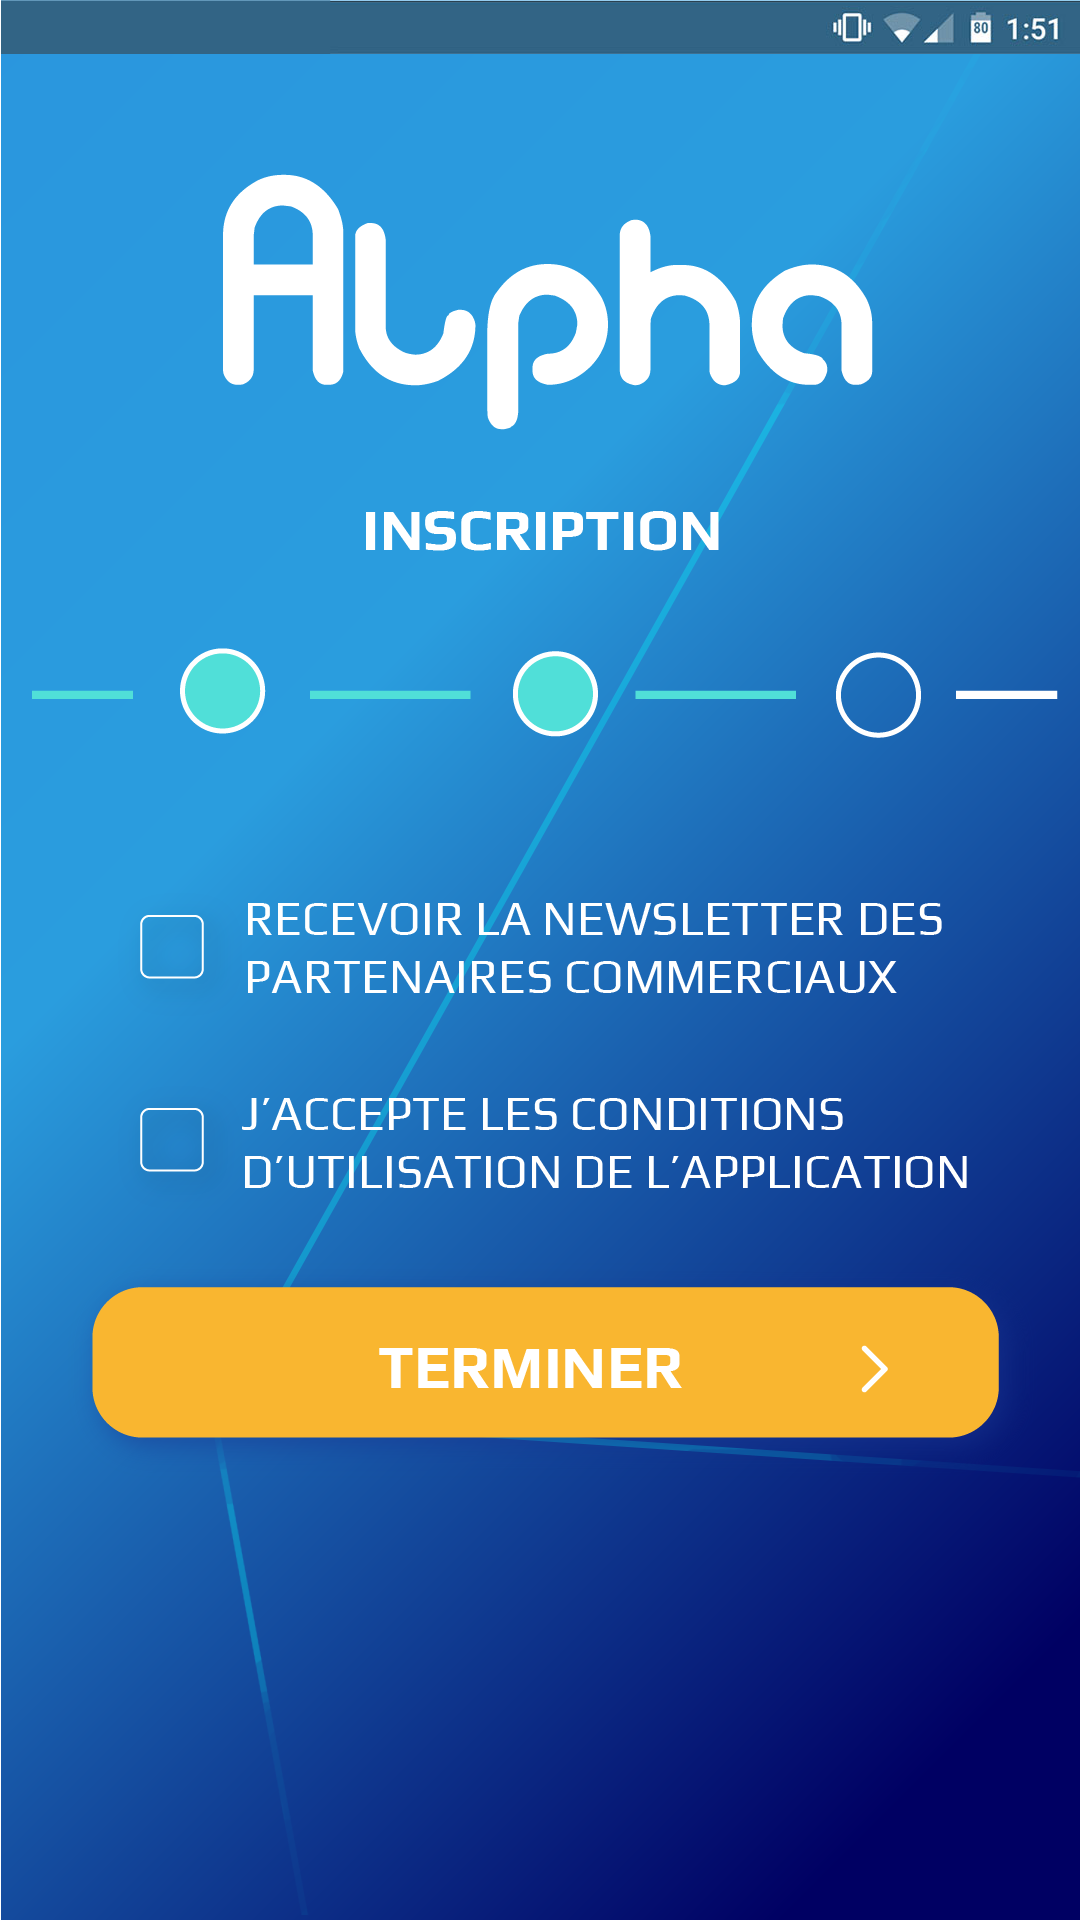 80 1:51
Alpha
INSCRIPTION
RECEVOIR LA NEWSLETTER DES
PARTENAIRES COMMERCIAUX
J’ACCEPTE LES CONDITIONS
D’UTILISATION DE L’APPLICATION
TERMINER